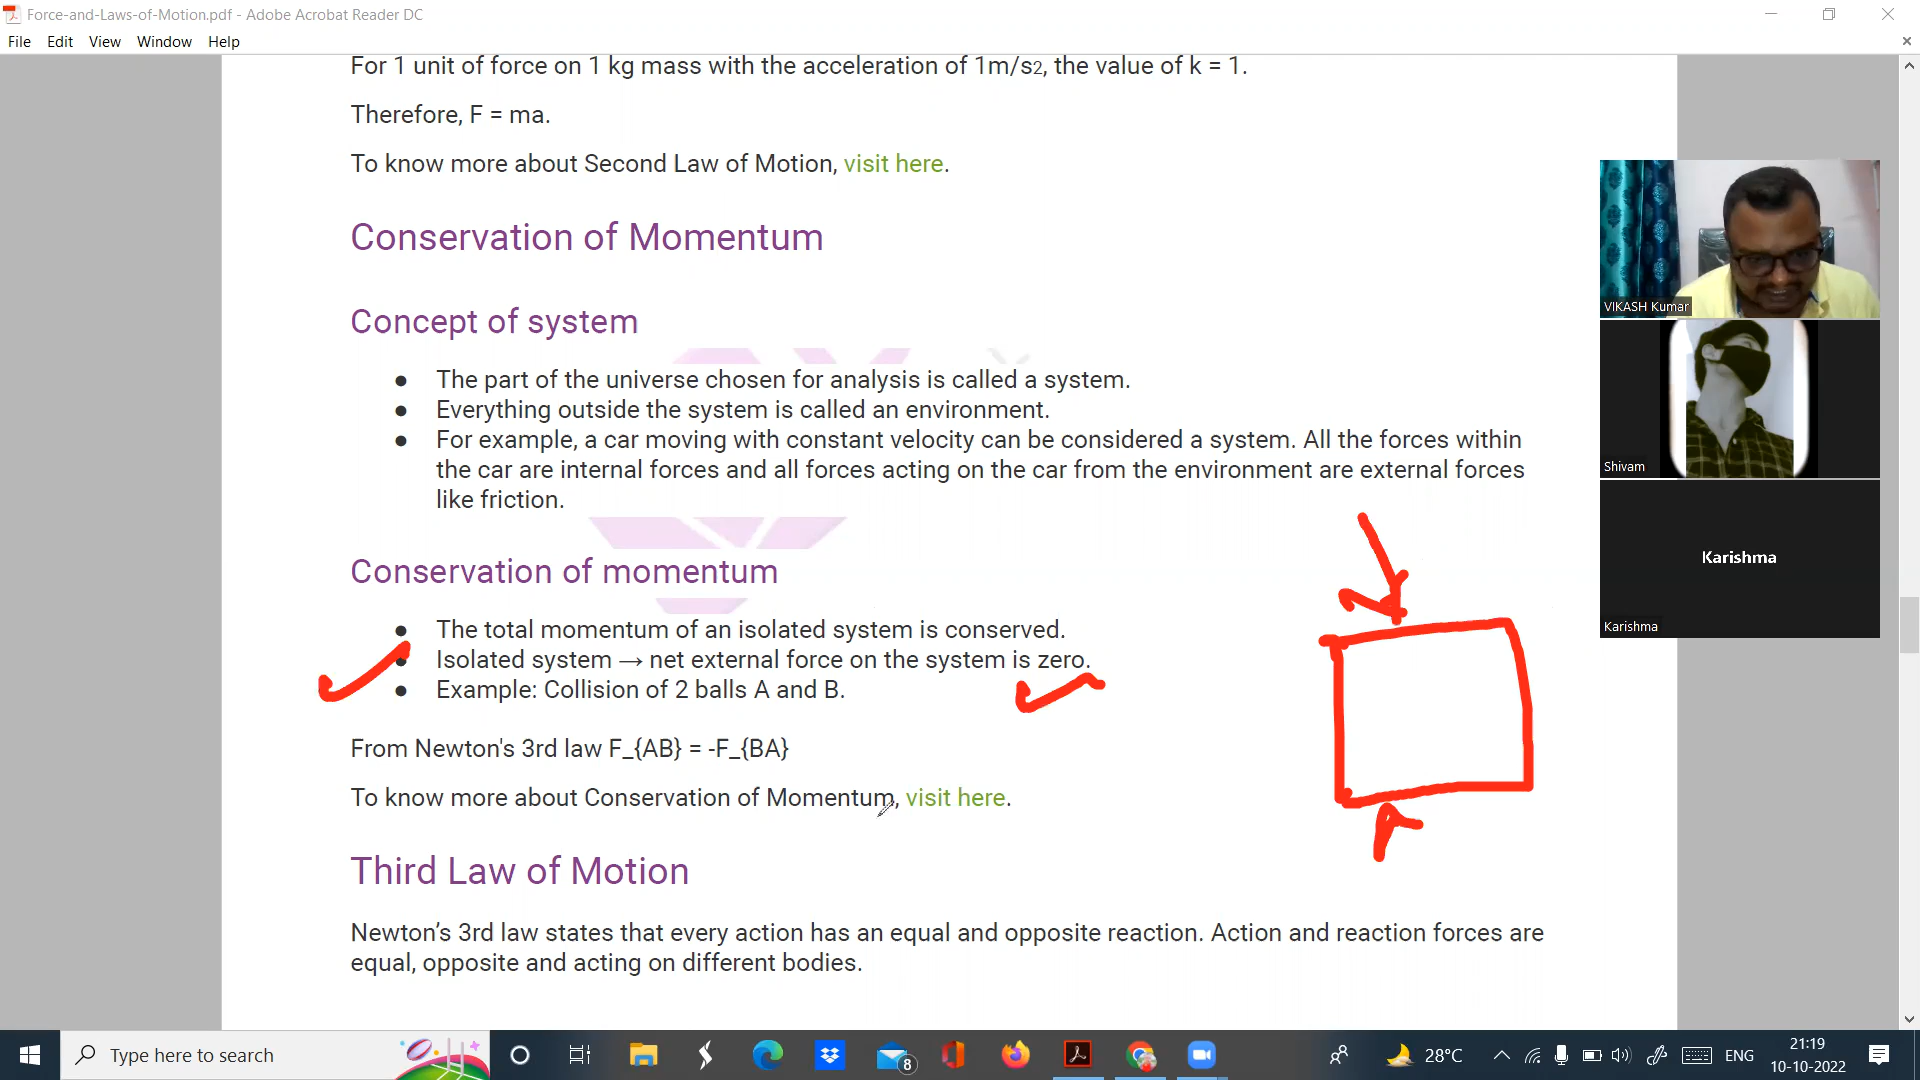 Force-and-Laws-of-Motion.pdf - Adobe Acrobat Reader DC
File Edit View Window Help
For 1 unit of force on 1 kg mass with the acceleration of 1m/s2, the value of k = 1.
Therefore, F = ma.
To know more about Second Law of Motion, visit here.
Conservation of Momentum
Concept of system
● The part of the universe chosen for analysis is called a system.
● Everything outside the system is called an environment.
● For example, a car moving with constant velocity can be considered a system. All the forces within
the car are internal forces and all forces acting on the car from the environment are external forces
like friction.
Conservation of momentum
● The total momentum of an isolated system is conserved.
● Isolated system → net external force on the system is zero.
● Example: Collision of 2 balls A and B.
From Newton's 3rd law F_{AB} = -F_{BA}
To know more about Conservation of Momentum, visit here.
Third Law of Motion
Newton’s 3rd law states that every action has an equal and opposite reaction. Action and reaction forces are
equal, opposite and acting on different bodies.
VIKASH Kumar
Shivam
Karishma
Karishma
Type here to search
8
28°C
ENG
21:19
10-10-2022